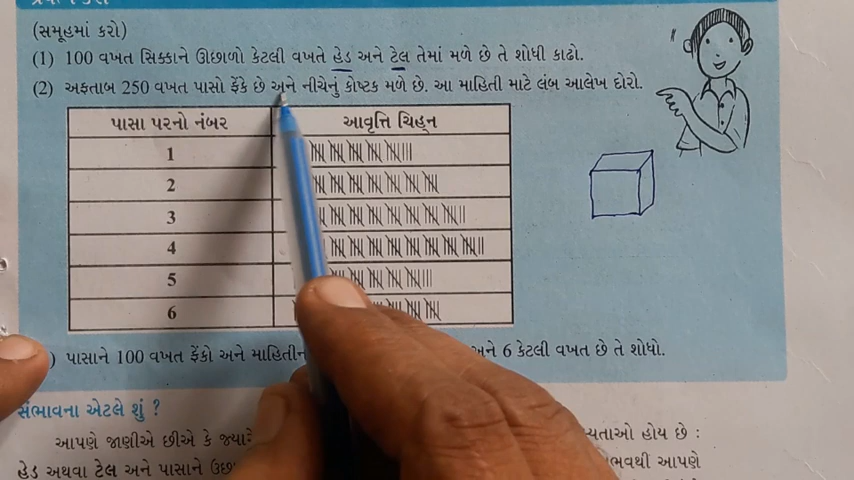 (સમૂહમાં કરો)
(1) 100 વખત સિક્કાને ઊછાળો કેટલી વખતે હેડ અને ટેલ તેમાં મળે છે તે શોધી કાઢો.
(2) અફતાબ 250 વખત પાસો ફેંકે છે અને નીચેનું કોષ્ટક મળે છે. આ માહિતી માટે લંબ આલેખ દોરો.
પાસા પરનો નંબર આવૃત્તિ ચિહ્ન
1
2
3
4
5
6
) પાસાને 100 વખત ફેંકો અને અને 6 કેટલી વખત છે તે શોધો.
સંભાવના એટલે શું ?
આપણે જાણીએ છીએ કે હોય છે :
હેડ અથવા ટેલ અને પાસાને આપણે